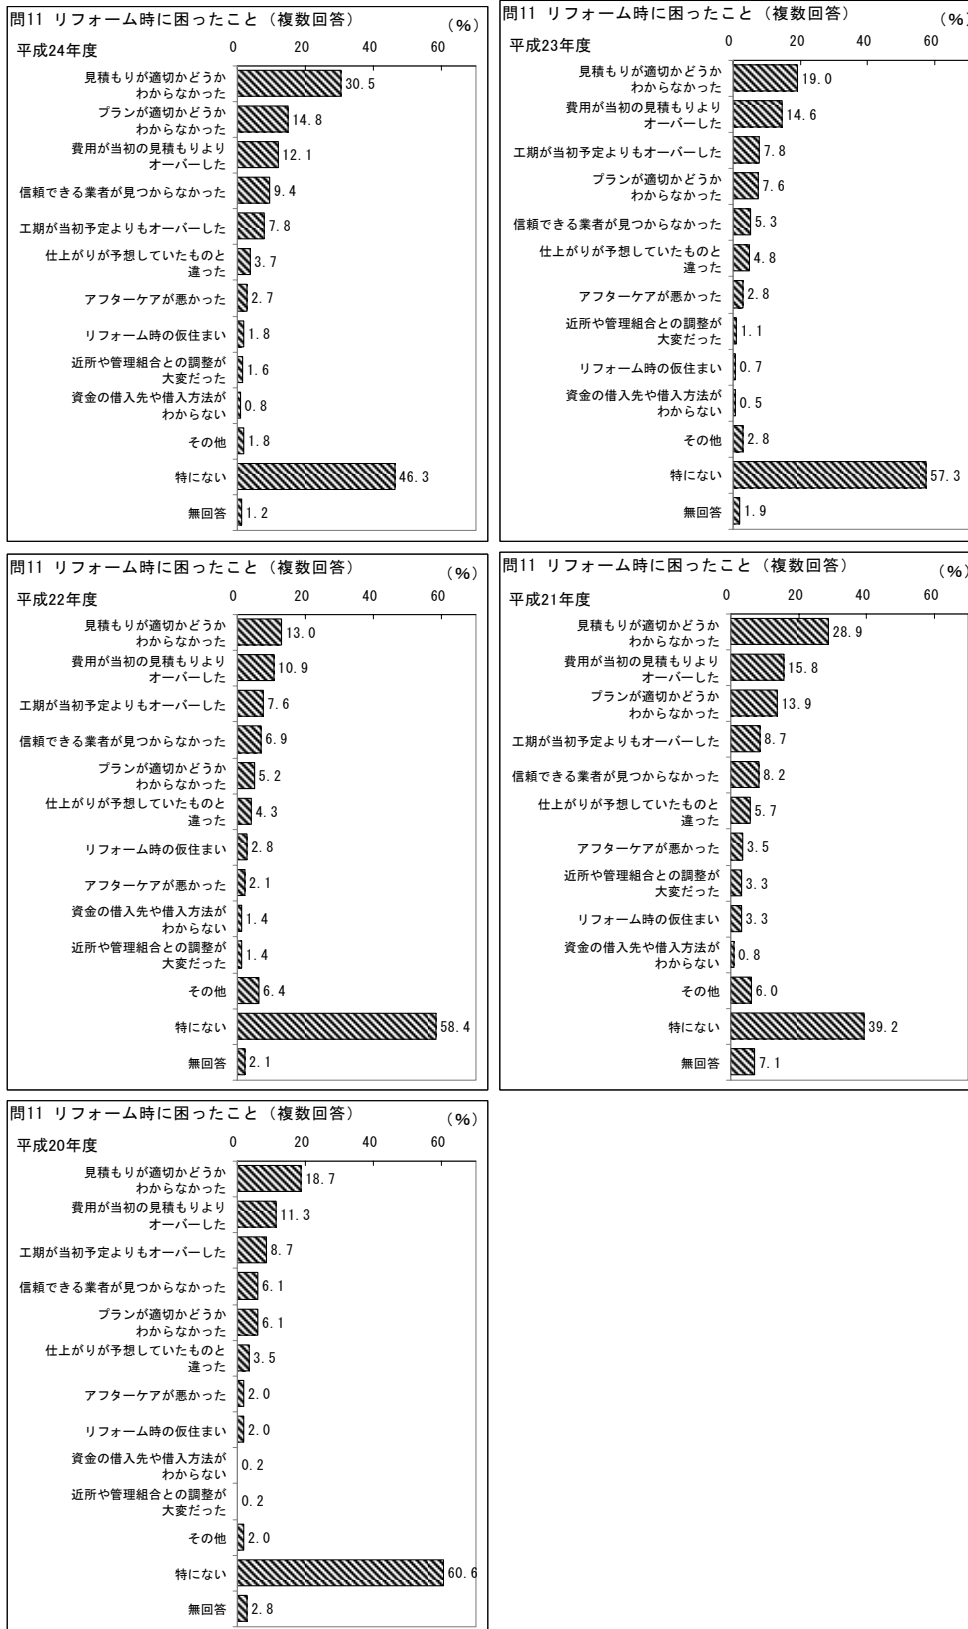 問11 リフォーム時に困ったこと（複数回答）
(%)
平成24年度
0 20 40 60
見積もりが適切かどうか
わからなかった
30.5
プランが適切かどうか
わからなかった
14.8
費用が当初の見積もりより
オーバーした
12.1
信頼できる業者が見つからなかった
9.4
工期が当初予定よりもオーバーした
7.8
仕上がりが予想していたものと
違った
3.7
アフターケアが悪かった
2.7
リフォーム時の仮住まい
1.8
近所や管理組合との調整が
大変だった
1.6
資金の借入先や借入方法が
わからない
0.8
その他
1.8
特にない
46.3
無回答
1.2
問11 リフォーム時に困ったこと（複数回答）
(%)
平成23年度
0 20 40 60
見積もりが適切かどうか
わからなかった
19.0
費用が当初の見積もりより
オーバーした
14.6
工期が当初予定よりもオーバーした
7.8
プランが適切かどうか
わからなかった
7.6
信頼できる業者が見つからなかった
5.3
仕上がりが予想していたものと
違った
4.8
アフターケアが悪かった
2.8
近所や管理組合との調整が
大変だった
1.1
リフォーム時の仮住まい
0.7
資金の借入先や借入方法が
わからない
0.5
その他
2.8
特にない
57.3
無回答
1.9
問11 リフォーム時に困ったこと（複数回答）
(%)
平成22年度
0 20 40 60
見積もりが適切かどうか
わからなかった
13.0
費用が当初の見積もりより
オーバーした
10.9
工期が当初予定よりもオーバーした
7.6
信頼できる業者が見つからなかった
6.9
プランが適切かどうか
わからなかった
5.2
仕上がりが予想していたものと
違った
4.3
リフォーム時の仮住まい
2.8
アフターケアが悪かった
2.1
資金の借入先や借入方法が
わからない
1.4
近所や管理組合との調整が
大変だった
1.4
その他
6.4
特にない
58.4
無回答
2.1
問11 リフォーム時に困ったこと（複数回答）
(%)
平成21年度
0 20 40 60
見積もりが適切かどうか
わからなかった
28.9
費用が当初の見積もりより
オーバーした
15.8
プランが適切かどうか
わからなかった
13.9
工期が当初予定よりもオーバーした
8.7
信頼できる業者が見つからなかった
8.2
仕上がりが予想していたものと
違った
5.7
アフターケアが悪かった
3.5
近所や管理組合との調整が
大変だった
3.3
リフォーム時の仮住まい
3.3
資金の借入先や借入方法が
わからない
0.8
その他
6.0
特にない
39.2
無回答
7.1
問11 リフォーム時に困ったこと（複数回答）
(%)
平成20年度
0 20 40 60
見積もりが適切かどうか
わからなかった
18.7
費用が当初の見積もりより
オーバーした
11.3
工期が当初予定よりもオーバーした
8.7
信頼できる業者が見つからなかった
6.1
プランが適切かどうか
わからなかった
6.1
仕上がりが予想していたものと
違った
3.5
アフターケアが悪かった
2.0
リフォーム時の仮住まい
2.0
資金の借入先や借入方法が
わからない
0.2
近所や管理組合との調整が
大変だった
0.2
その他
2.0
特にない
60.6
無回答
2.8